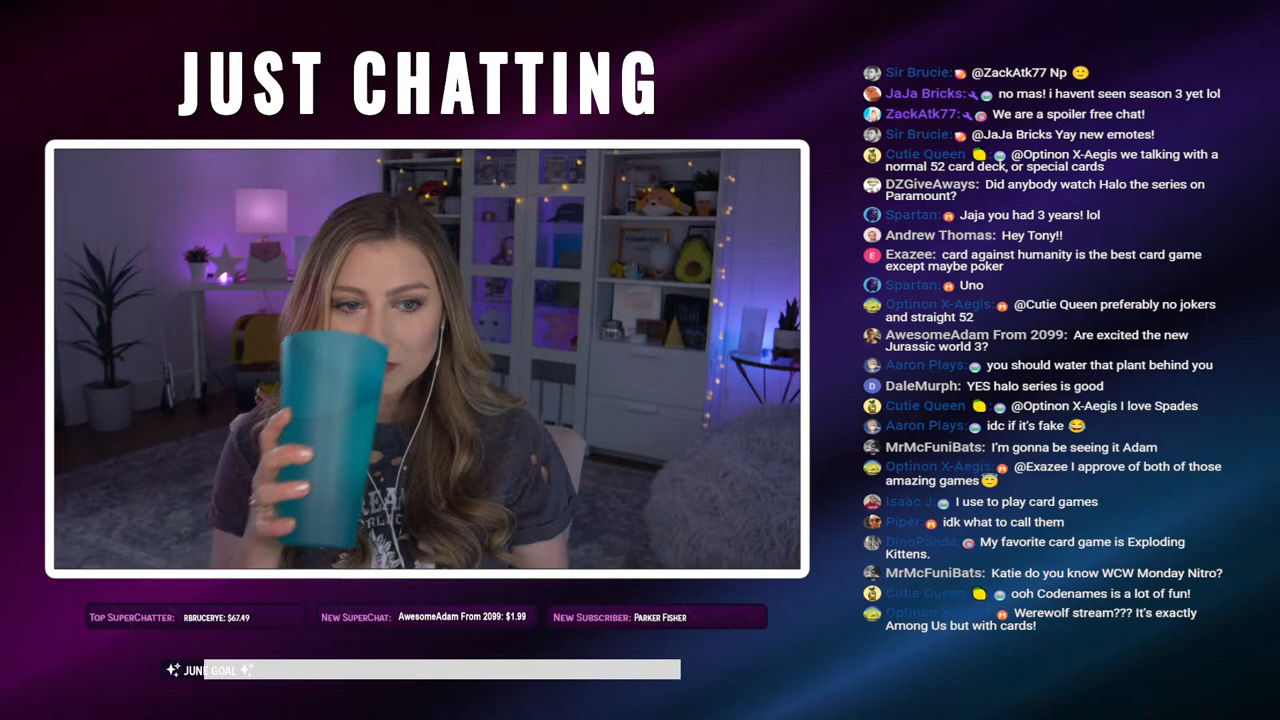 JUST CHATTING
Sir Brucie: @ZackAtk77 Np
JaJa Bricks: no mas! i havent seen season 3 yet lol
ZackAtk77: We are a spoiler free chat!
Sir Brucie: @JaJa Bricks Yay new emotes!
Cutie Queen : @Optinon X-Aegis we talking with a
normal 52 card deck, or special cards
DZGiveAways: Did anybody watch Halo the series on
Paramount?
Spartan: Jaja you had 3 years! lol
Andrew Thomas: Hey Tony!!
Exazee: card against humanity is the best card game
except maybe poker
Spartan: Uno
Optinon X-Aegis: @Cutie Queen preferably no jokers
and straight 52
AwesomeAdam From 2099: Are excited the new
Jurassic world 3?
Aaron Plays: you should water that plant behind you
DaleMurph: YES halo series is good
Cutie Queen : @Optinon X-Aegis I love Spades
Aaron Plays: idc if it's fake 😂
MrMcFuniBats: I'm gonna be seeing it Adam
Optinon X-Aegis: @Exazee I approve of both of those
amazing games😇
Isaac J: I use to play card games
Piper: idk what to call them
DinoPanda: My favorite card game is Exploding
Kittens.
MrMcFuniBats: Katie do you know WCW Monday Nitro?
Cutie Queen : ooh Codenames is a lot of fun!
Optinon X-Aegis: Werewolf stream??? It's exactly
Among Us but with cards!
TOP SUPERCHATTER: RBRUCERYE: $67.49
NEW SUPERCHAT: AwesomeAdam From 2099: $1.99
NEW SUBSCRIBER: PARKER FISHER
JUNE GOAL